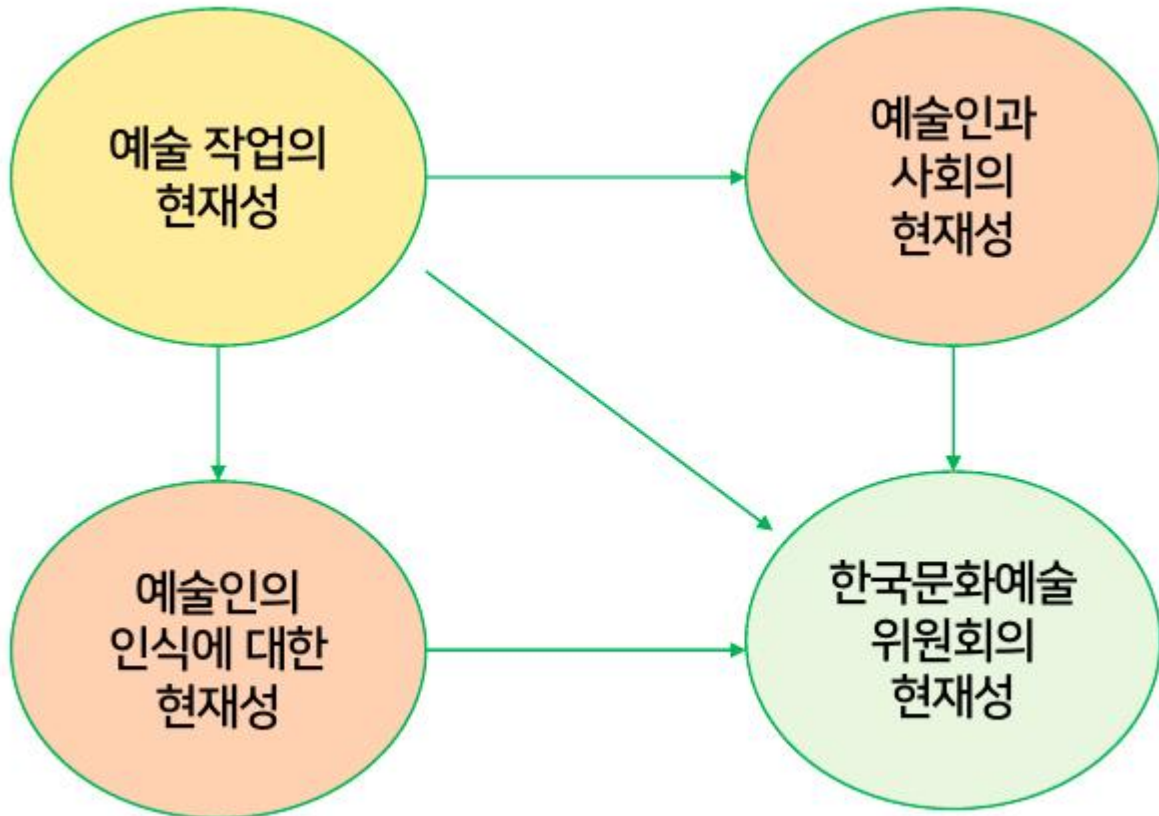 예술 작업의
현재성
예술인과
사회의
현재성
예술인의
인식에 대한
현재성
한국문화예술
위원회의
현재성